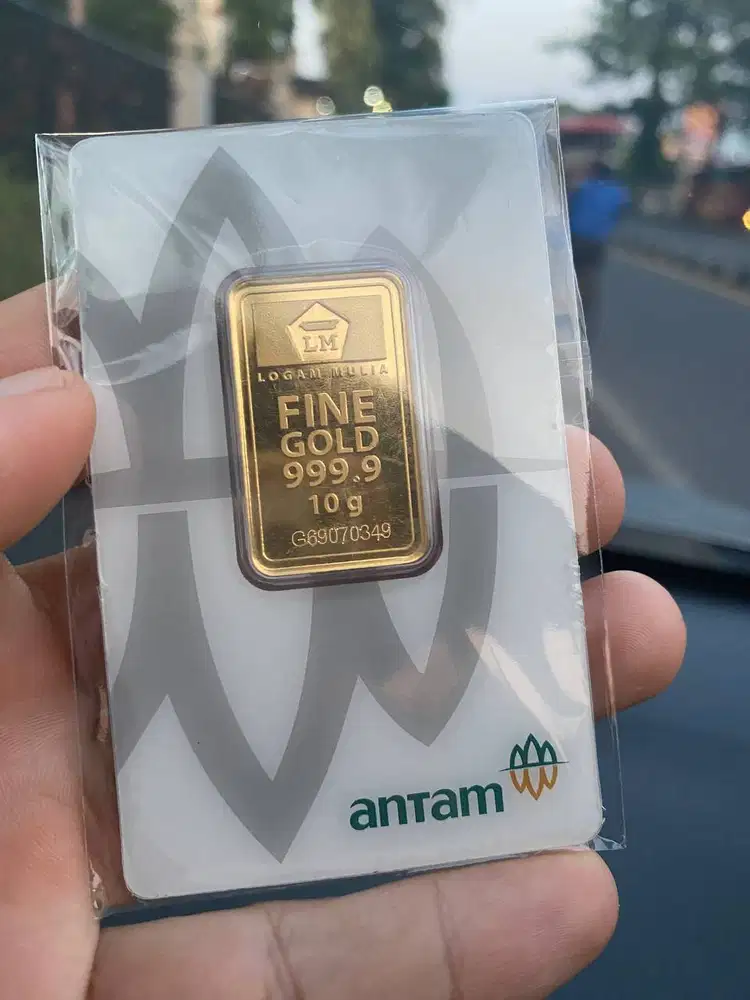 LM
LOGAM MULIA
FINE
GOLD
999.9
10 g
G69070349
antam